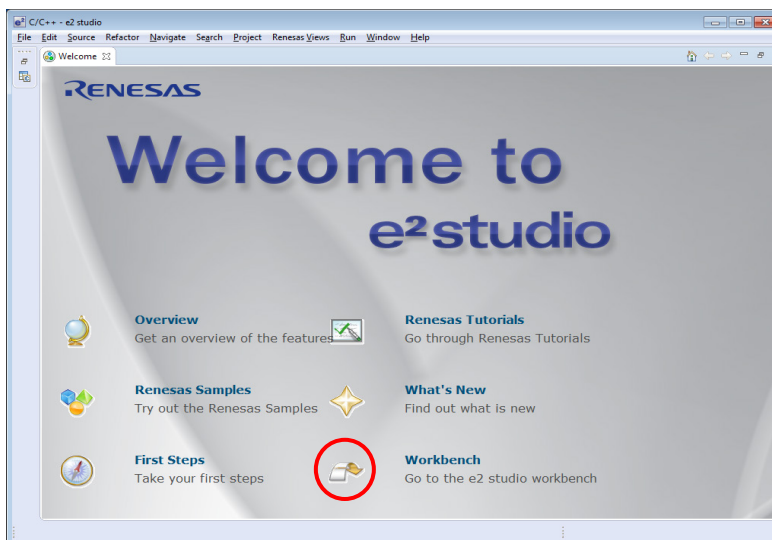 C/C++ - e2 studio
File Edit Source Refactor Navigate Search Project Renesas Views Run Window Help
Welcome
RENESAS
Welcome to
e²studio
Overview
Get an overview of the features
Renesas Tutorials
Go through Renesas Tutorials
Renesas Samples
Try out the Renesas Samples
What's New
Find out what is new
First Steps
Take your first steps
Workbench
Go to the e2 studio workbench